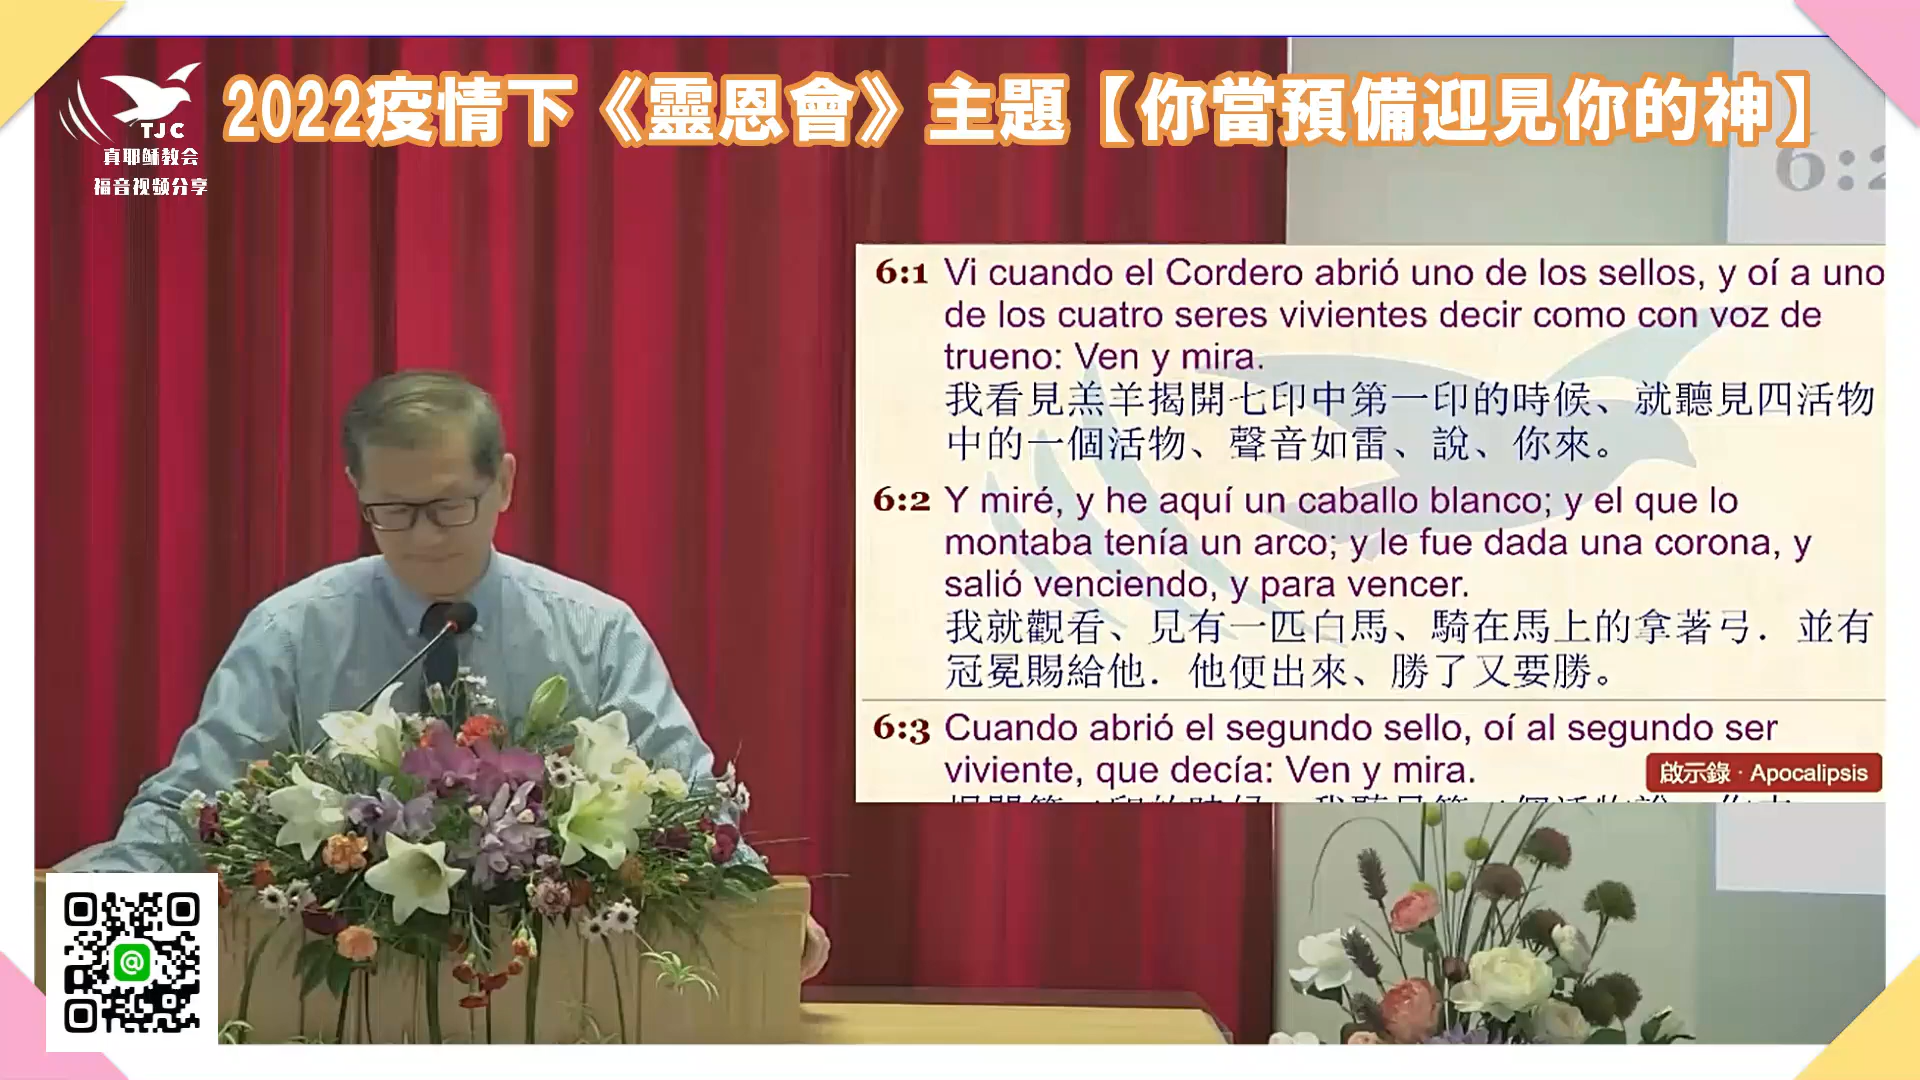 2022疫情下《靈恩會》主題【你當預備迎見你的神】
TJC
真耶稣教会
福音视频分享
6:2
6:1 Vi cuando el Cordero abrió uno de los sellos, y oí a uno
de los cuatro seres vivientes decir como con voz de
trueno: Ven y mira.
我看見羔羊揭開七印中第一印的時候、就聽見四活物
中的一個活物、聲音如雷、說、你來。
6:2 Y miré, y he aquí un caballo blanco; y el que lo
montaba tenía un arco; y le fue dada una corona, y
salió venciendo, y para vencer.
我就觀看、見有一匹白馬、騎在馬上的拿著弓．並有
冠冕賜給他．他便出來、勝了又要勝。
6:3 Cuando abrió el segundo sello, oí al segundo ser
viviente, que decía: Ven y mira.
啟示錄 · Apocalipsis
@